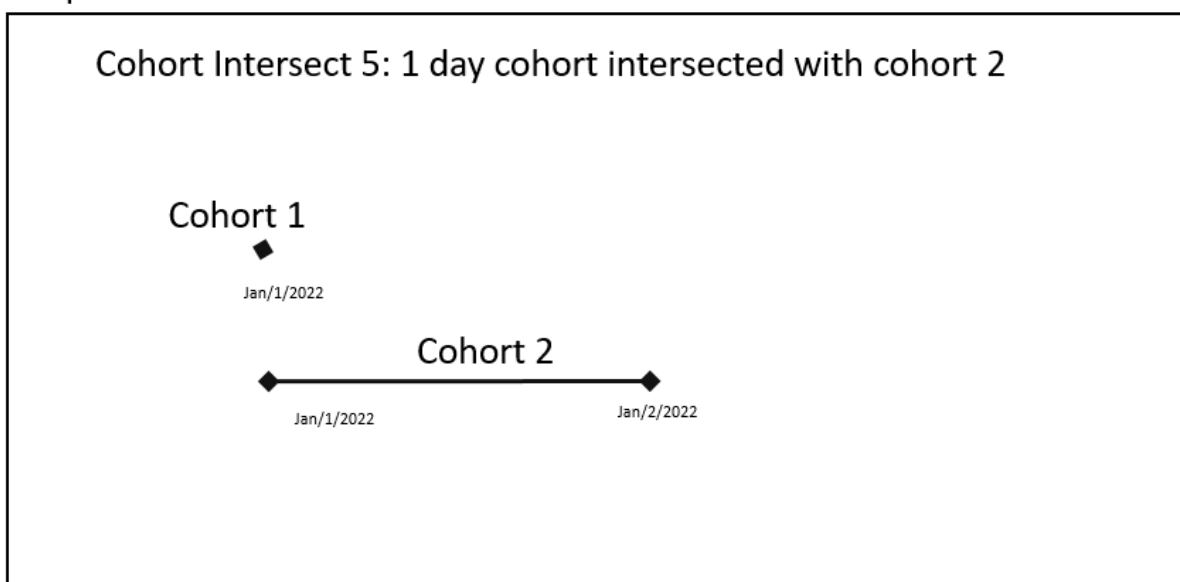 Cohort Intersect 5: 1 day cohort intersected with cohort 2
Cohort 1
Jan/1/2022
Cohort 2
Jan/1/2022
Jan/2/2022